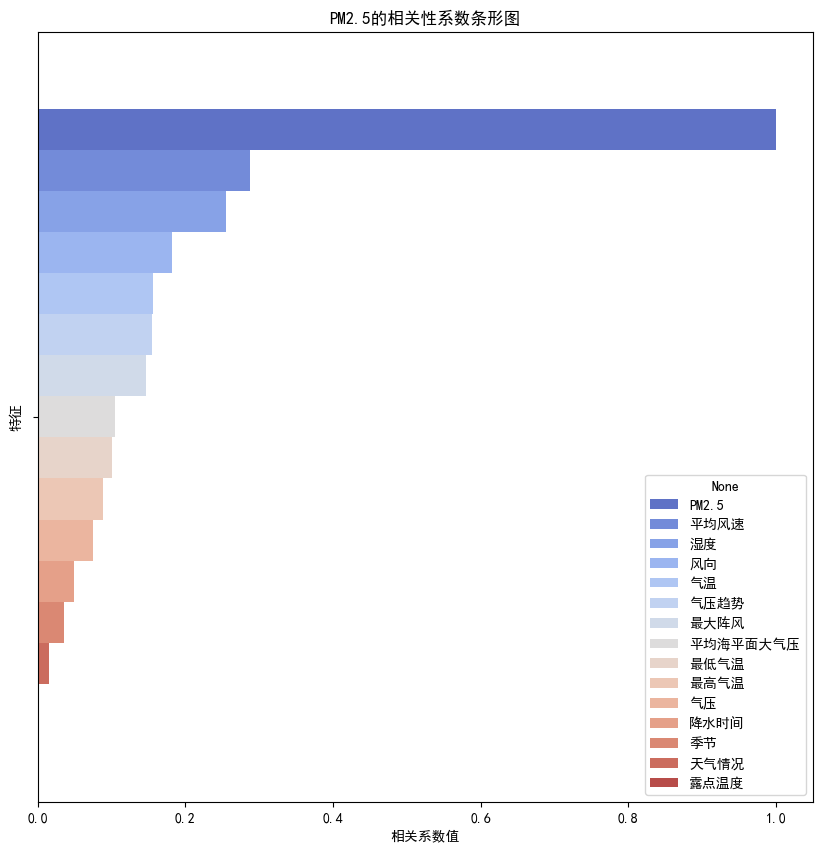 PM2.5的相关性系数条形图
特征
None
PM2.5
平均风速
湿度
风向
气温
气压趋势
最大阵风
平均海平面大气压
最低气温
最高气温
气压
降水时间
季节
天气情况
露点温度
0.0 0.2 0.4 0.6 0.8 1.0
相关系数值